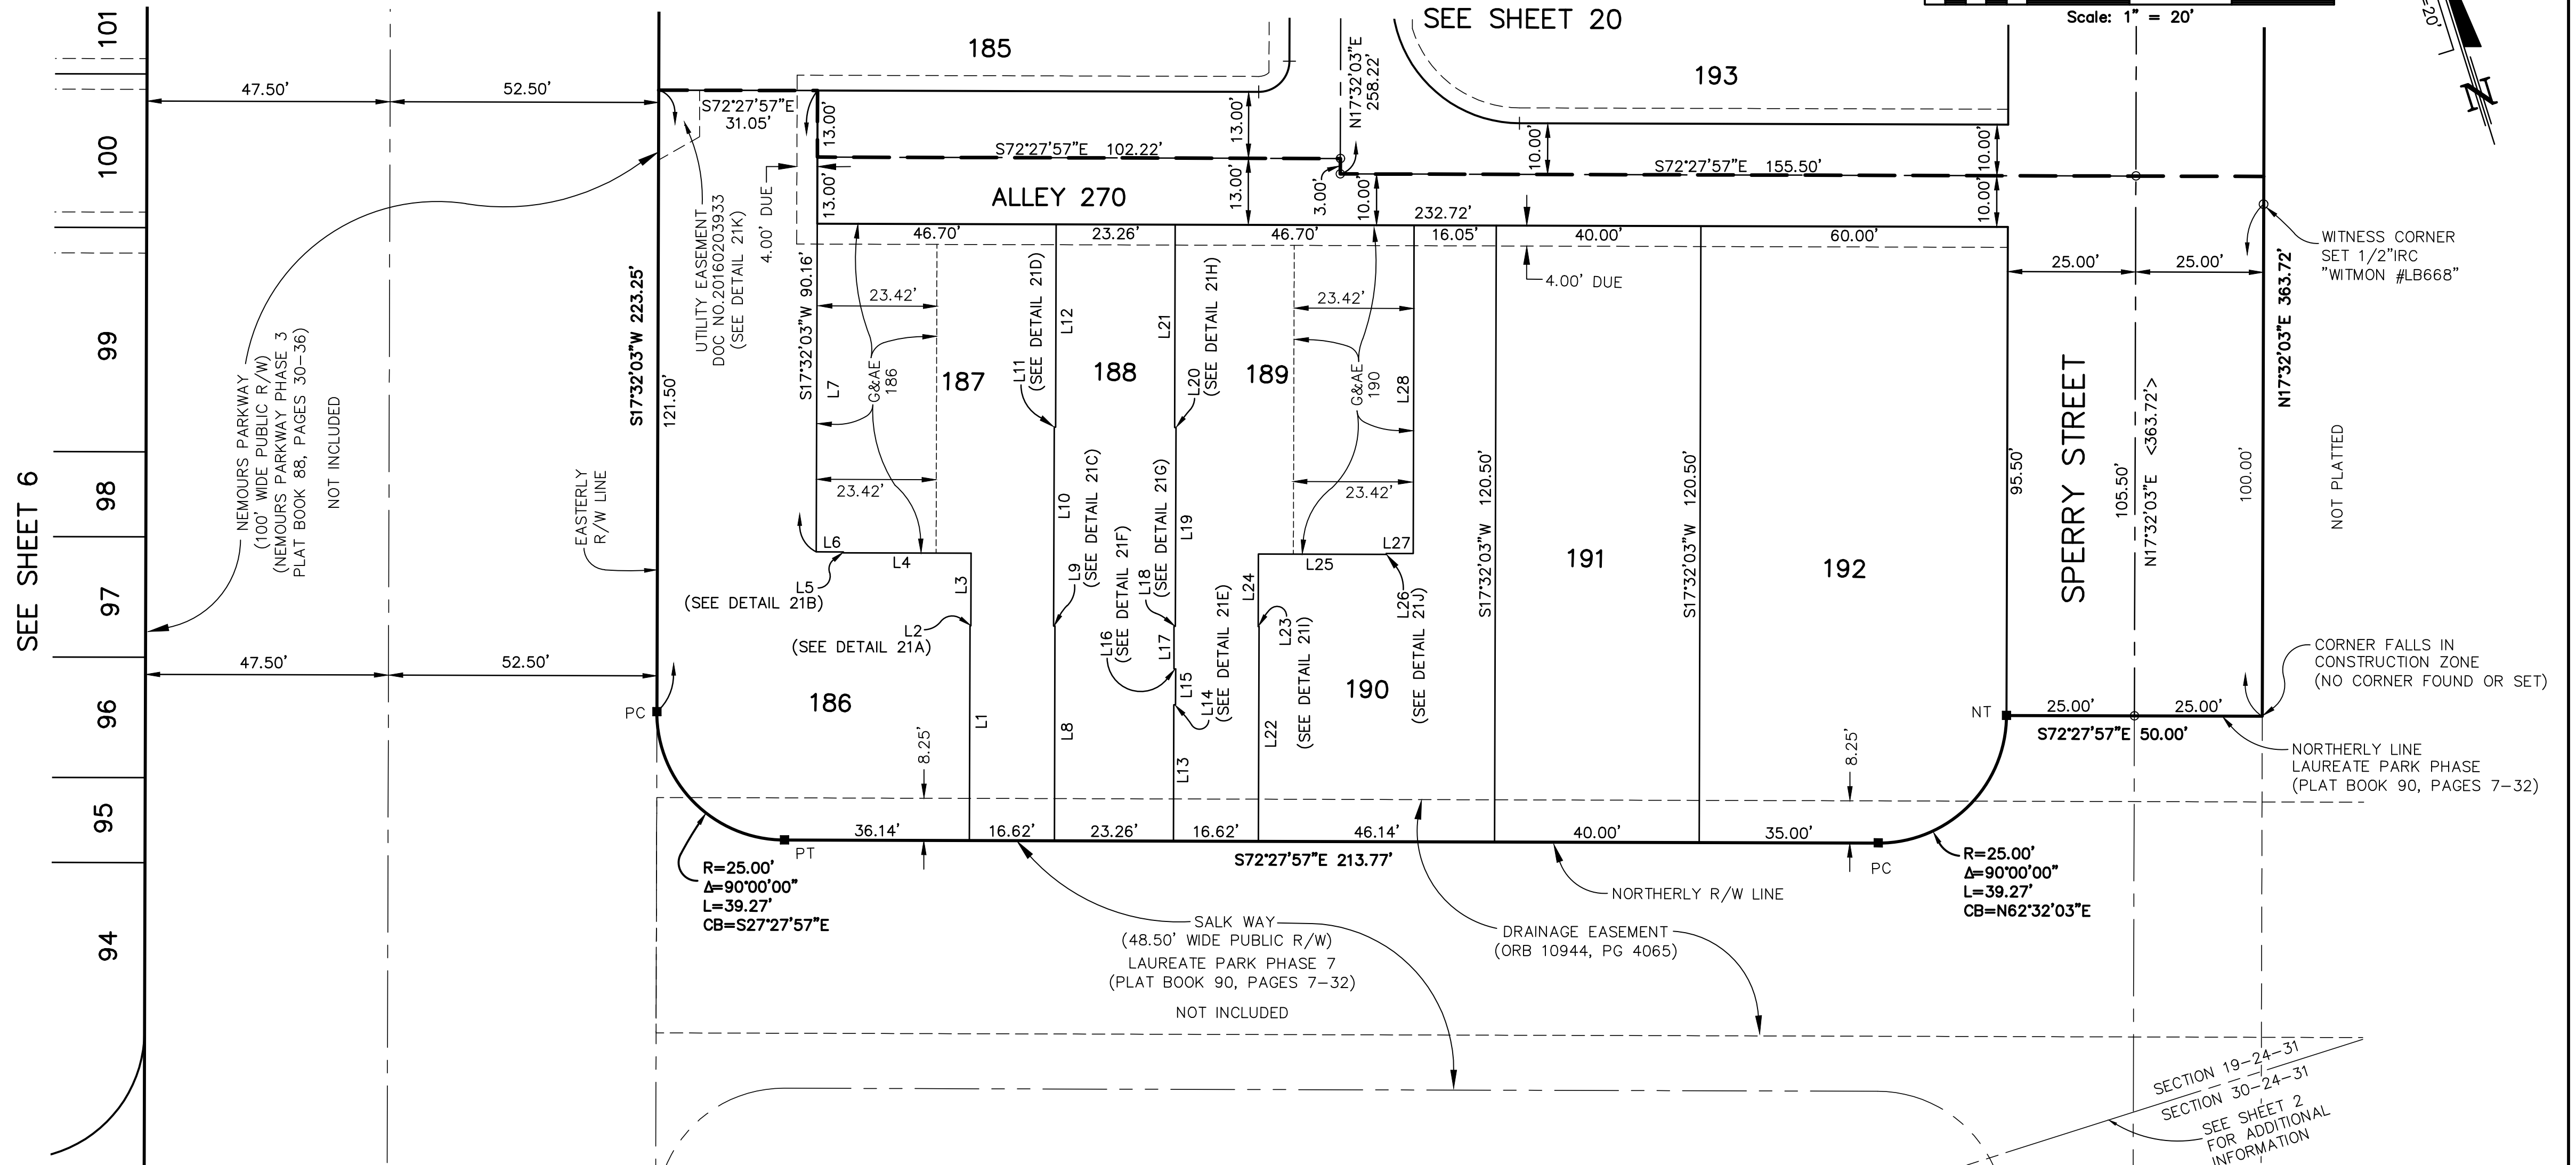 SEE SHEET 20
Scale: 1" = 20'
=20'
N
101
100
99
98
97
96
95
94
SEE SHEET 6
47.50'
52.50'
185
193
S72°27'57"E
31.05'
13.00'
13.00'
N17°32'03"E
258.22'
10.00'
10.00'
S72°27'57"E 102.22'
S72°27'57"E 155.50'
4.00' DUE
13.00'
ALLEY 270
13.00'
3.00'
10.00'
10.00'
232.72'
46.70'
23.26'
46.70'
16.05'
40.00'
60.00'
4.00' DUE
25.00'
25.00'
WITNESS CORNER
SET 1/2"IRC
"WITMON #LB668"
NEMOURS PARKWAY
(100' WIDE PUBLIC R/W)
(NEMOURS PARKWAY PHASE 3
PLAT BOOK 88, PAGES 30-36)
NOT INCLUDED
S17°32'03"W 223.25'
121.50'
UTILITY EASEMENT
DOC NO.20160203933
(SEE DETAIL 21K)
S17°32'03"W 90.16'
L7
23.42'
G&AE
186
187
L11
(SEE DETAIL 21D)
L12
188
L21
L20
(SEE DETAIL 21H)
189
23.42'
G&AE
190
L28
EASTERLY
R/W LINE
23.42'
23.42'
L10
L9
(SEE DETAIL 21C)
L19
L18
(SEE DETAIL 21G)
L16
(SEE DETAIL 21F)
S17°32'03"W 120.50'
191
S17°32'03"W 120.50'
192
95.50'
SPERRY STREET
105.50'
N17°32'03"E <363.72'>
100.00'
N17°32'03"E 363.72'
NOT PLATTED
L6
L4
L5
(SEE DETAIL 21B)
L3
L2
(SEE DETAIL 21A)
L25
L27
L24
L26
(SEE DETAIL 21J)
L23
(SEE DETAIL 21I)
L17
L15
L14
(SEE DETAIL 21E)
47.50'
52.50'
186
190
L1
L8
L13
L22
PC
NT
25.00'
25.00'
S72°27'57"E 50.00'
CORNER FALLS IN
CONSTRUCTION ZONE
(NO CORNER FOUND OR SET)
8.25'
8.25'
NORTHERLY LINE
LAUREATE PARK PHASE
(PLAT BOOK 90, PAGES 7-32)
36.14'
16.62'
23.26'
16.62'
46.14'
40.00'
35.00'
PT
S72°27'57"E 213.77'
PC
R=25.00'
Δ=90°00'00"
L=39.27'
CB=S27°27'57"E
R=25.00'
Δ=90°00'00"
L=39.27'
CB=N62°32'03"E
NORTHERLY R/W LINE
SALK WAY
(48.50' WIDE PUBLIC R/W)
LAUREATE PARK PHASE 7
(PLAT BOOK 90, PAGES 7-32)
NOT INCLUDED
DRAINAGE EASEMENT
(ORB 10944, PG 4065)
SECTION 19-24-31
SECTION 30-24-31
SEE SHEET 2
FOR ADDITIONAL
INFORMATION